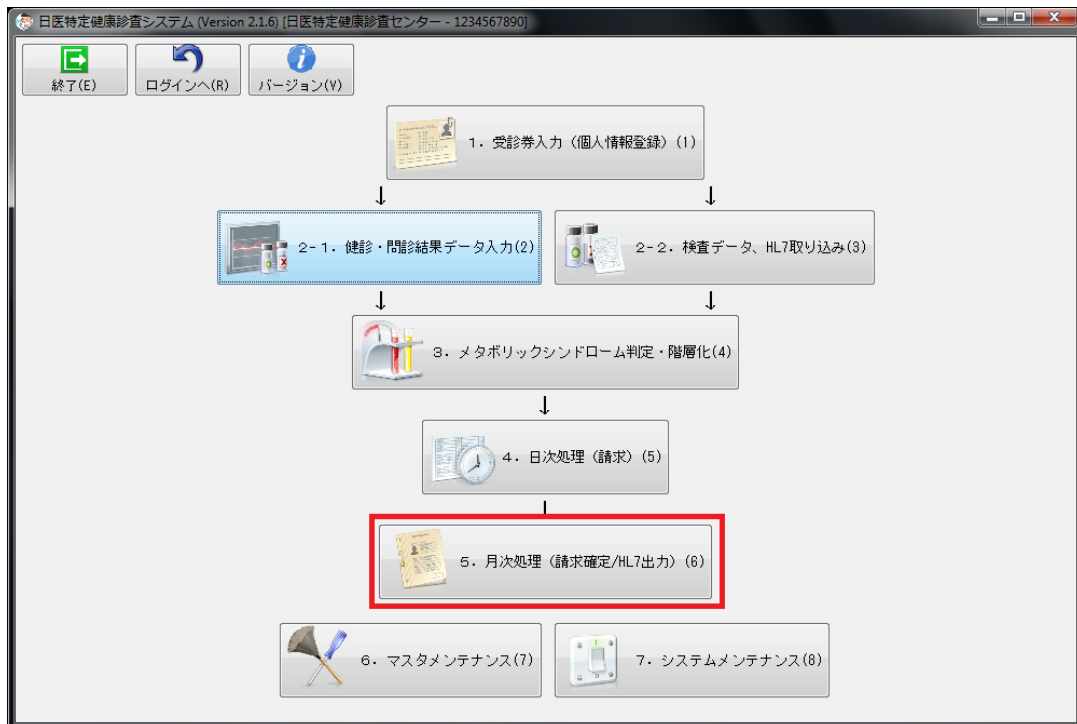 日医特定健康診査システム (Version 2.1.6) [日医特定健康診査センター - 1234567890]
終了(E) ログインへ(R) バージョン(V)
1. 受診券入力（個人情報登録）(1)
↓ ↓
2-1. 健診・問診結果データ入力(2) 2-2. 検査データ、HL7取り込み(3)
↓ ↓
3. メタボリックシンドローム判定・階層化(4)
↓
4. 日次処理（請求）(5)
5. 月次処理（請求確定/HL7出力）(6)
6. マスタメンテナンス(7) 7. システムメンテナンス(8)